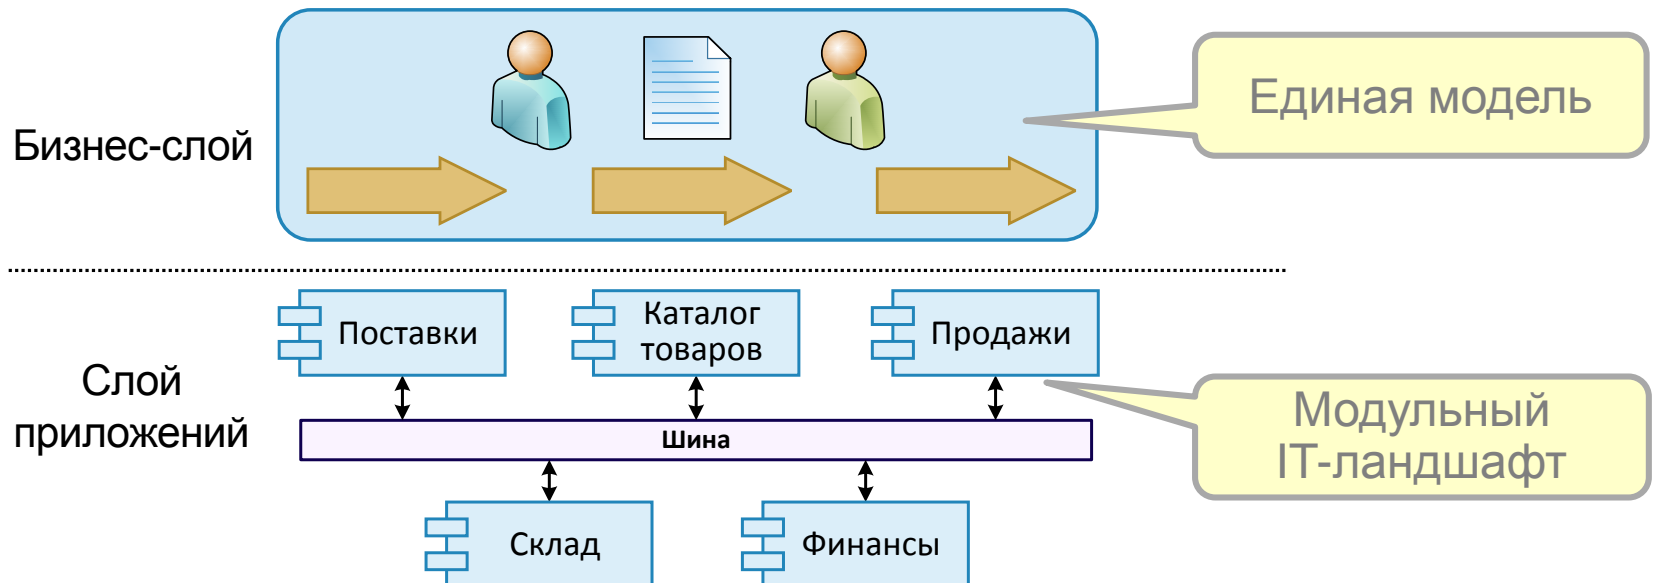 Единая модель
Бизнес-слой
Поставки
Каталог
товаров
Продажи
Слой
приложений
Шина
Модульный
IT-ландшафт
Склад
Финансы